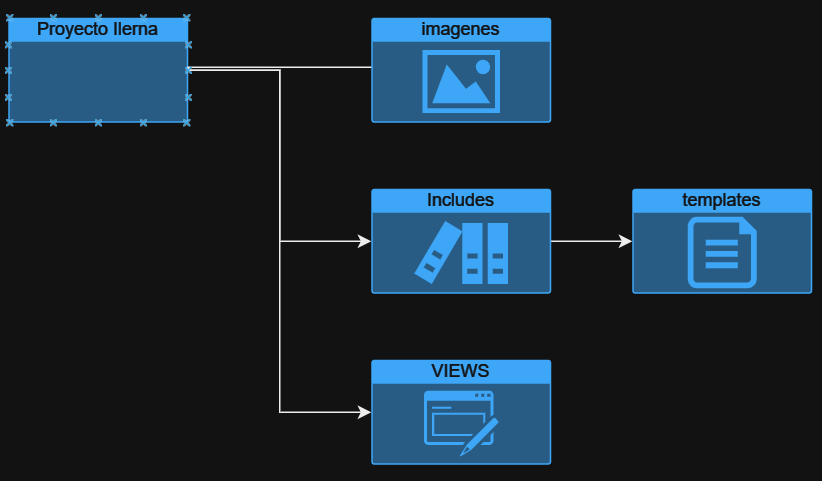 Proyecto Ilerna
imagenes
Includes
templates
VIEWS